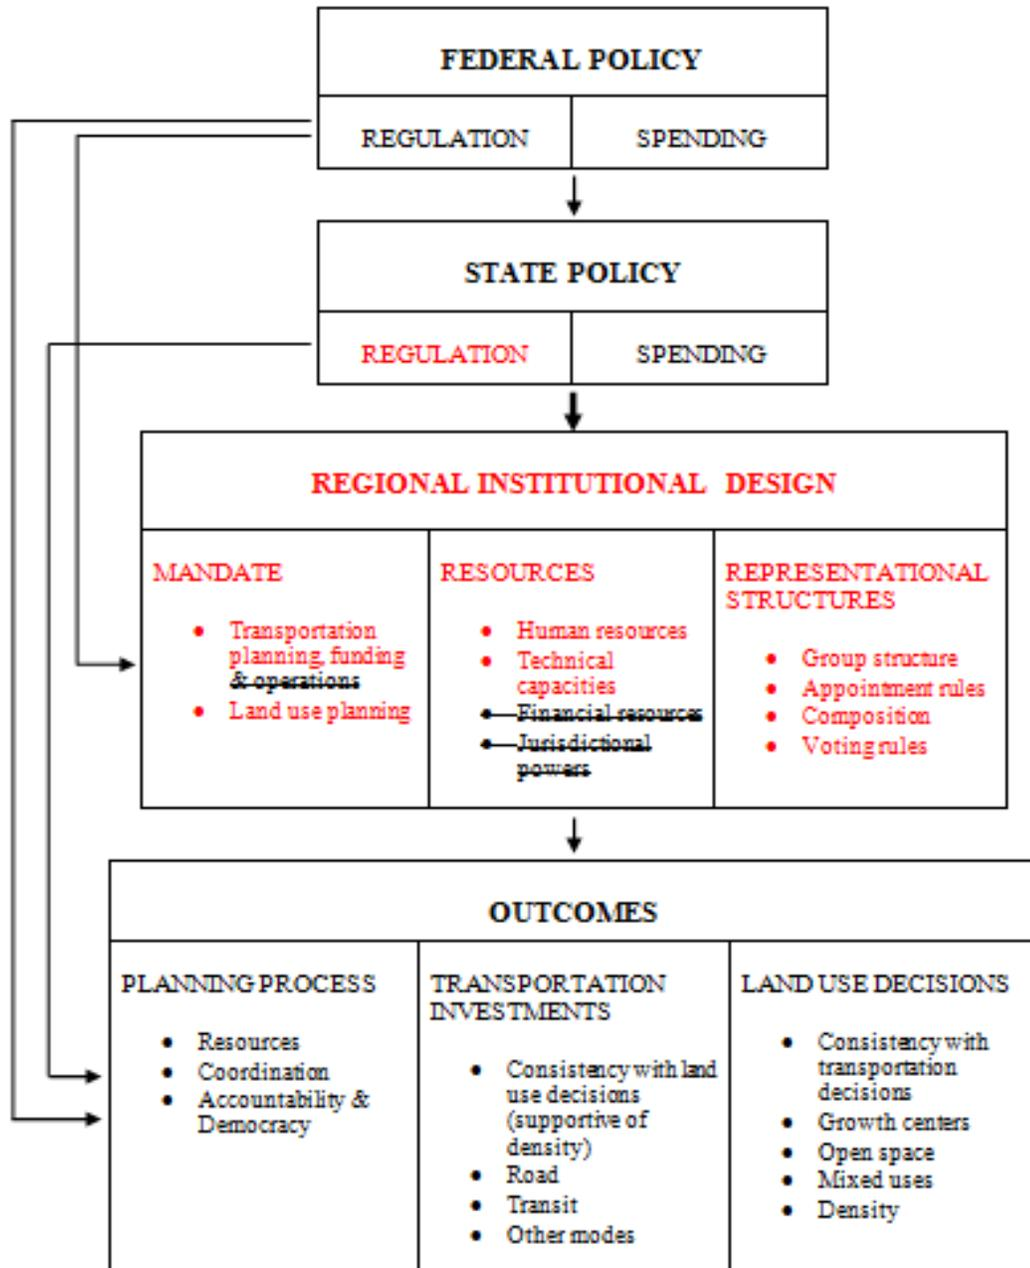 FEDERAL POLICY
REGULATION
SPENDING
STATE POLICY
REGULATION
SPENDING
REGIONAL INSTITUTIONAL DESIGN
MANDATE
• Transportation
planning, funding
& operations
• Land use planning
RESOURCES
• Human resources
• Technical
capacities
• Financial resources
• Jurisdictional
powers
REPRESENTATIONAL
STRUCTURES
• Group structure
• Appointment rules
• Composition
• Voting rules
OUTCOMES
PLANNING PROCESS
• Resources
• Coordination
• Accountability &
Democracy
TRANSPORTATION
INVESTMENTS
• Consistency with land
use decisions
(supportive of
density)
• Road
• Transit
• Other modes
LAND USE DECISIONS
• Consistency with
transportation
decisions
• Growth centers
• Open space
• Mixed uses
• Density